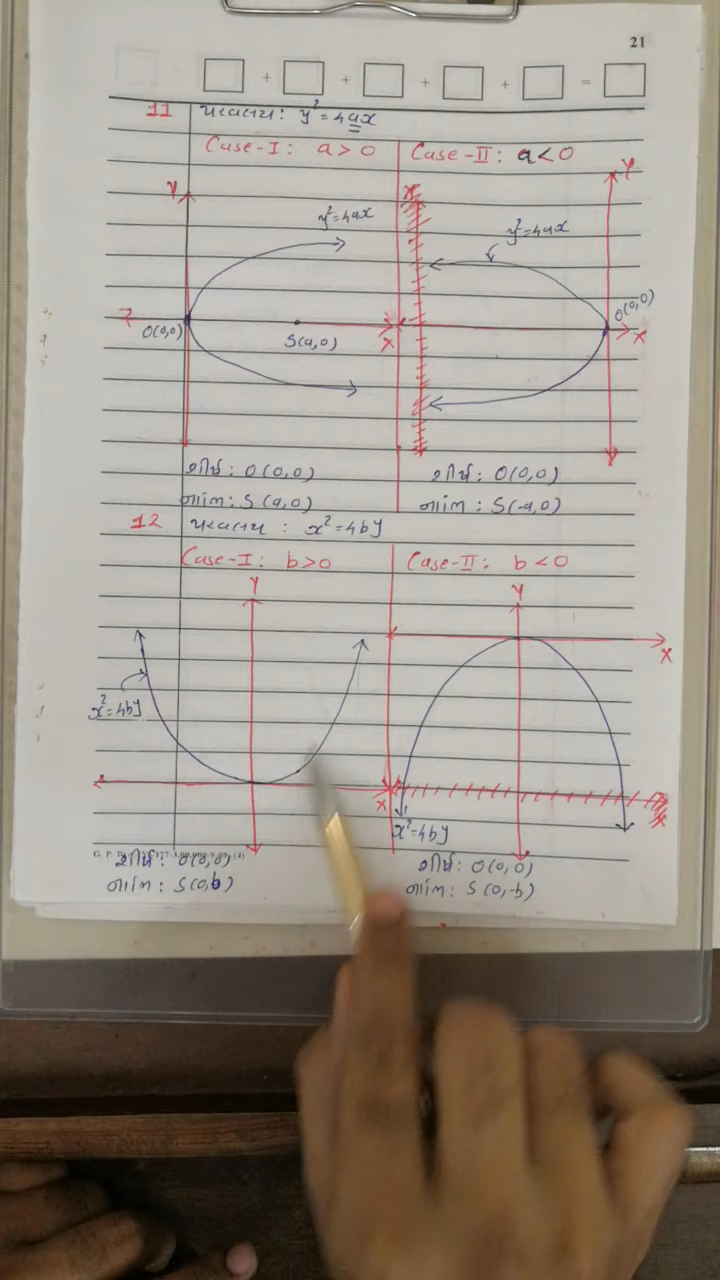 21
+ + + + =
11 પરવલય: y² = 4ax
Case-I: a > 0
Case-II: a < 0
Y
y² = 4ax
O(0,0)
S(a,0)
X
શીર્ષ: O(0,0)
નાભિ: S(a,0)
Y
y² = 4ax
O(0,0)
X
શીર્ષ: O(0,0)
નાભિ: S(-a,0)
12 પરવલય: x² = 4by
Case-I: b > 0
Case-II: b < 0
Y
x² = 4by
X
શીર્ષ: O(0,0)
નાભિ: S(0,b)
Y
X
x² = 4by
શીર્ષ: O(0,0)
નાભિ: S(0,-b)